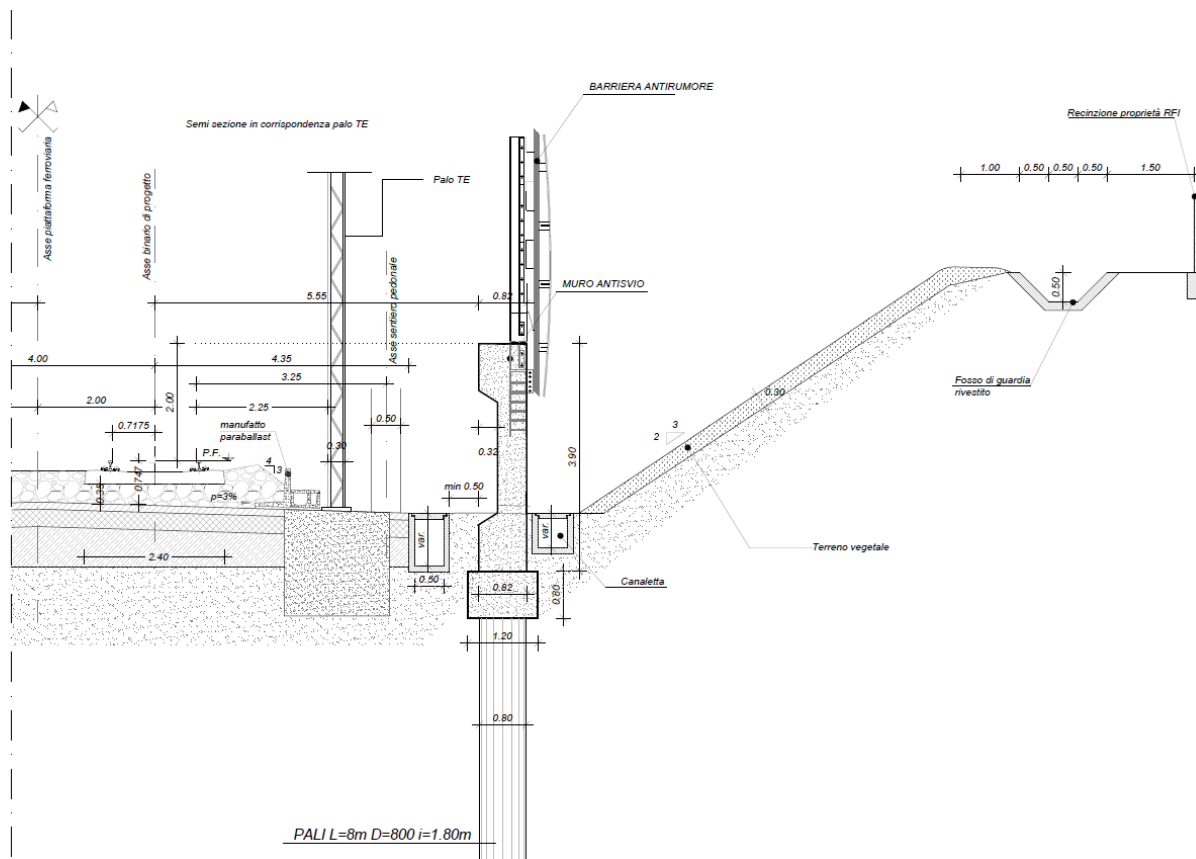 BARRIERA ANTIRUMORE
Recinzione proprietà RFI
Semi sezione in corrispondenza palo TE
Asse piattaforma ferroviaria
Asse binario di progetto
Palo TE
Asse sentiero pedonale
1.00
0.50
0.50
0.50
1.50
0.50
MURO ANTISVIO
5.55
0.82
4.00
4.35
3.25
2.00
2.00
2.25
0.50
0.7175
manufatto
paraballast
P.F.
4
3
0.30
0.32
3.90
0.747
0.35
p=3%
min 0.50
3
2
0.30
Fosso di guardia
rivestito
var.
var.
Terreno vegetale
2.40
0.50
0.82
0.80
Canaletta
1.20
0.80
PALI L=8m D=800 i=1.80m